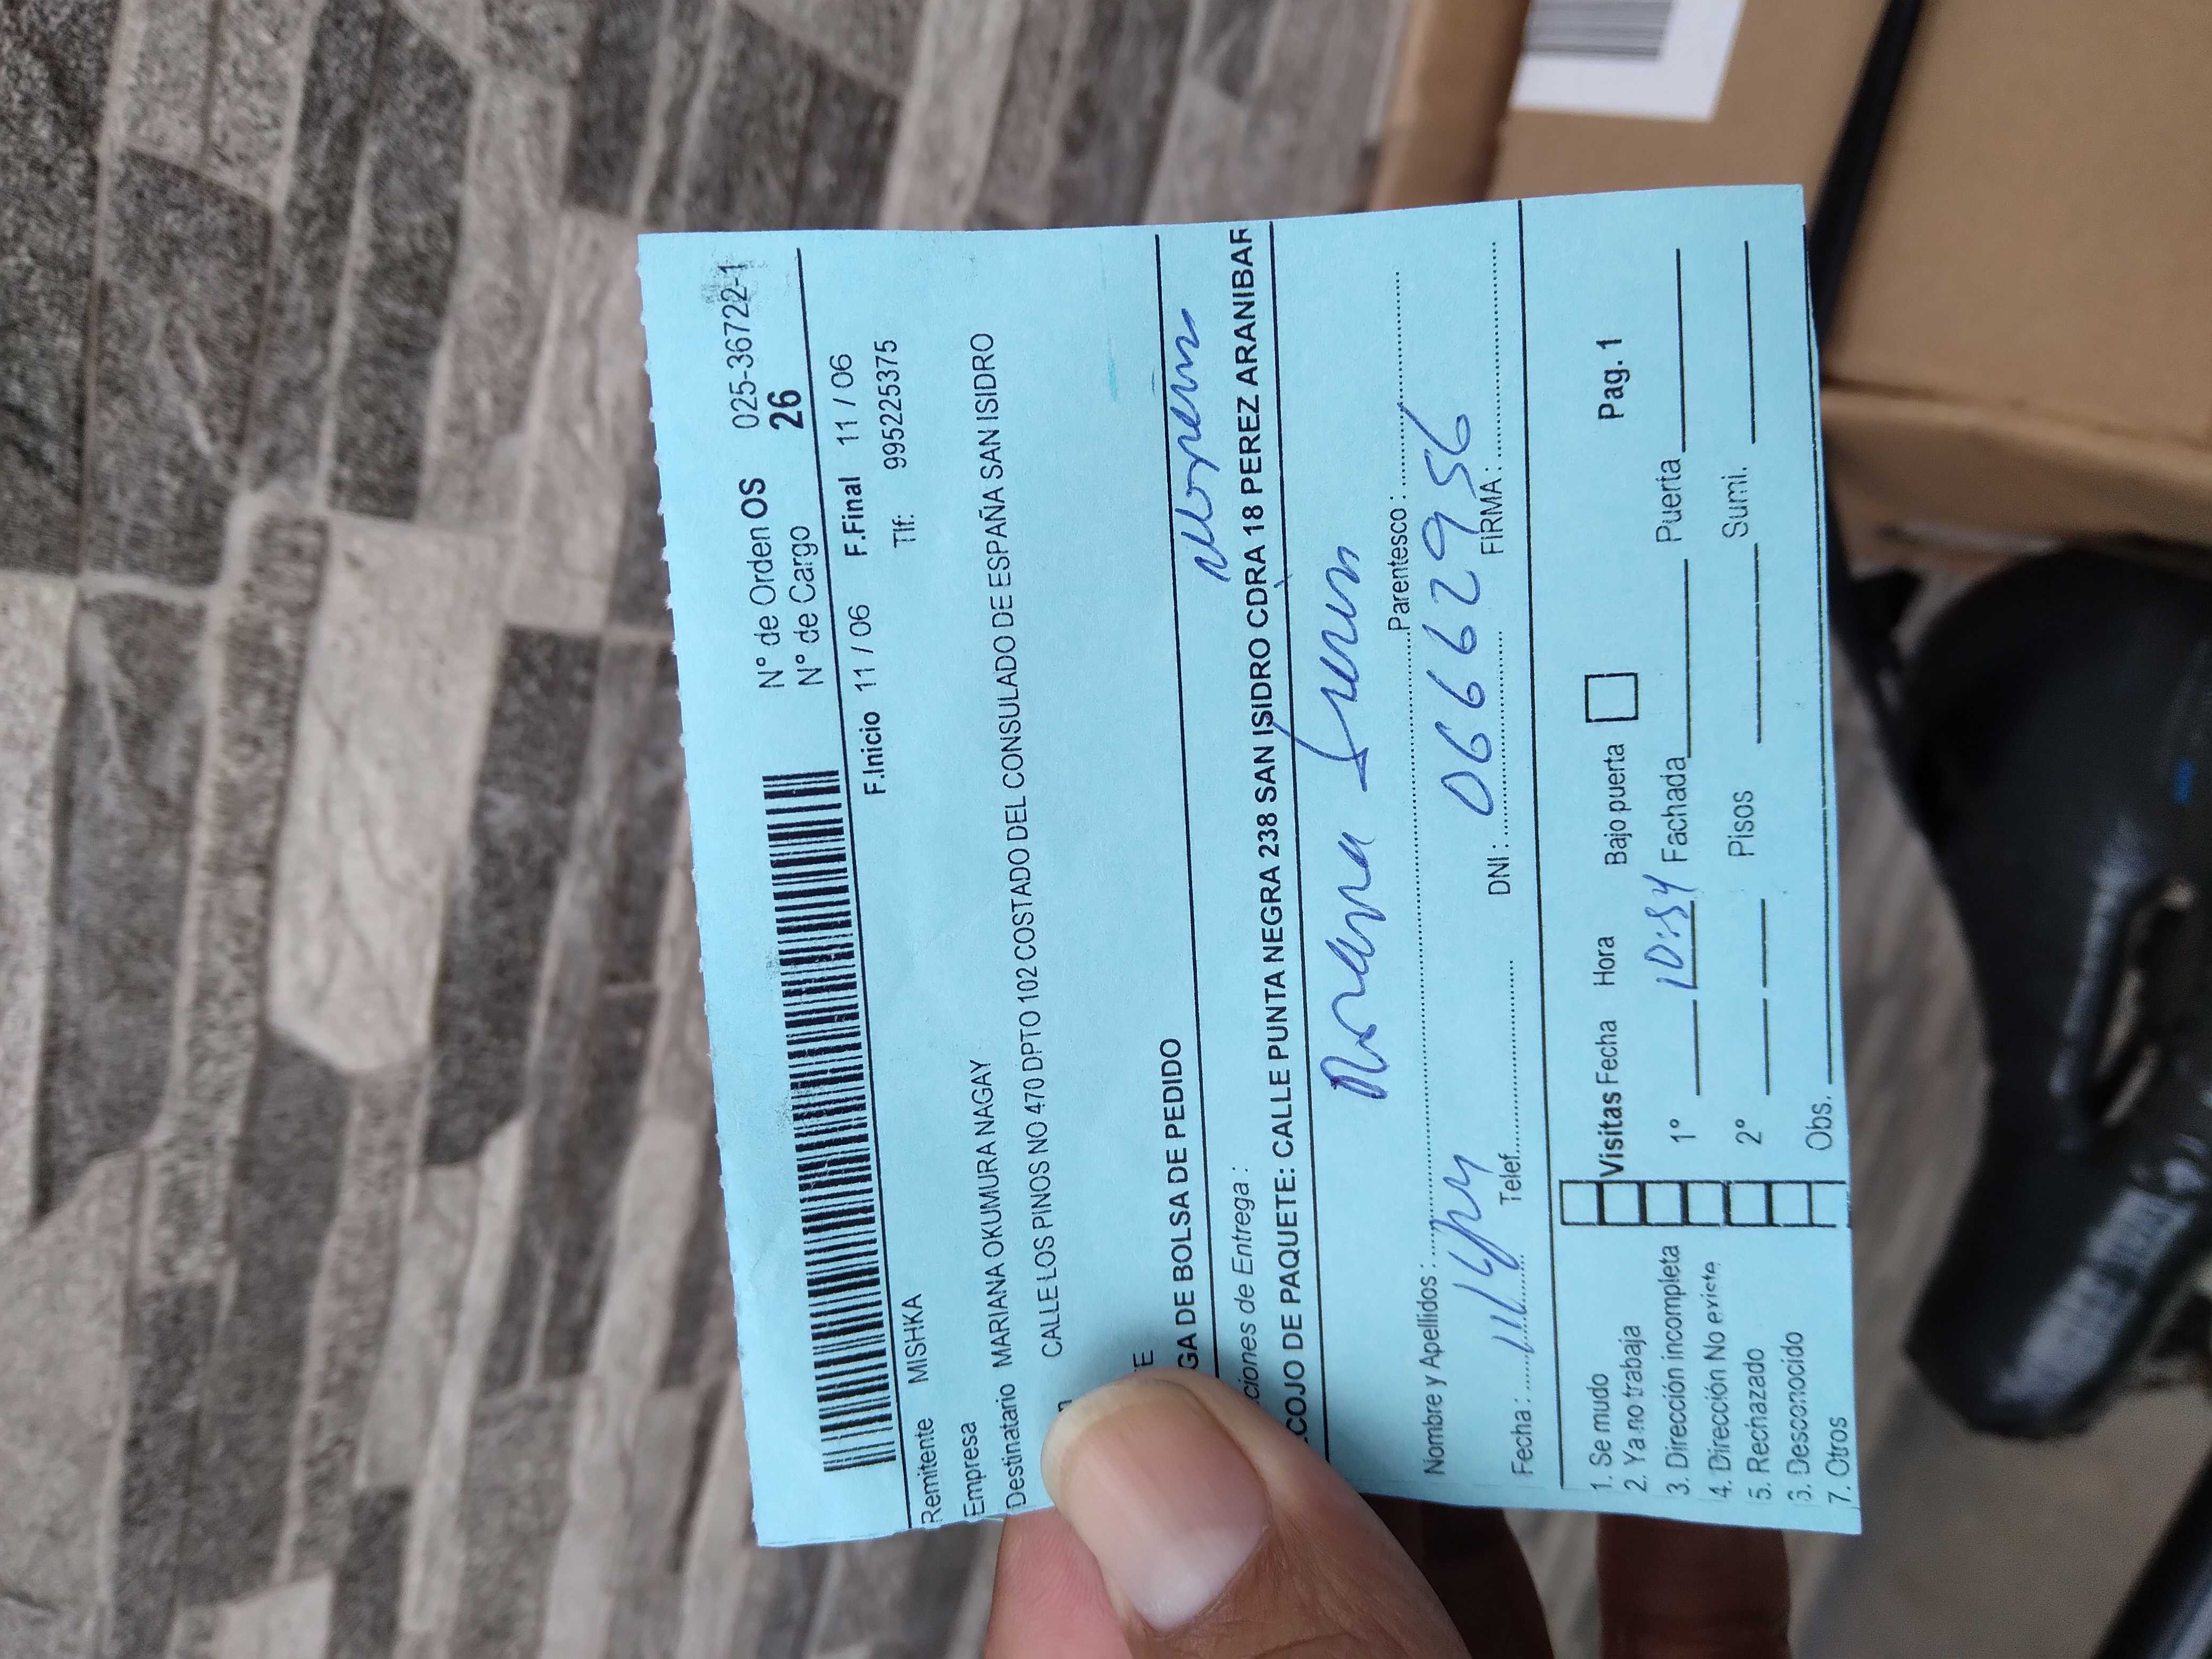 N° de Orden OS 025-36722-1
N° de Cargo 26
F.Inicio 11 / 06 F.Final 11 / 06
Remitente MISHKA Tlf: 995225375
Empresa
Destinatario MARIANA OKUMURA NAGAY
CALLE LOS PINOS NO 470 DPTO 102 COSTADO DEL CONSULADO DE ESPAÑA SAN ISIDRO
GA DE BOLSA DE PEDIDO
ciones de Entrega :
COJO DE PAQUETE: CALLE PUNTA NEGRA 238 SAN ISIDRO CDRA 18 PEREZ ARANIBAR
Nombre y Apellidos : Parentesco :
Fecha : Telef. DNI : 06662956 FIRMA :
1. Se mudo
2. Ya no trabaja Visitas Fecha Hora Bajo puerta Pag. 1
3. Dirección incompleta 1° Fachada Puerta
4. Dirección No existe
5. Rechazado 2° Pisos Sumi.
6. Desconocido
7. Otros Obs.